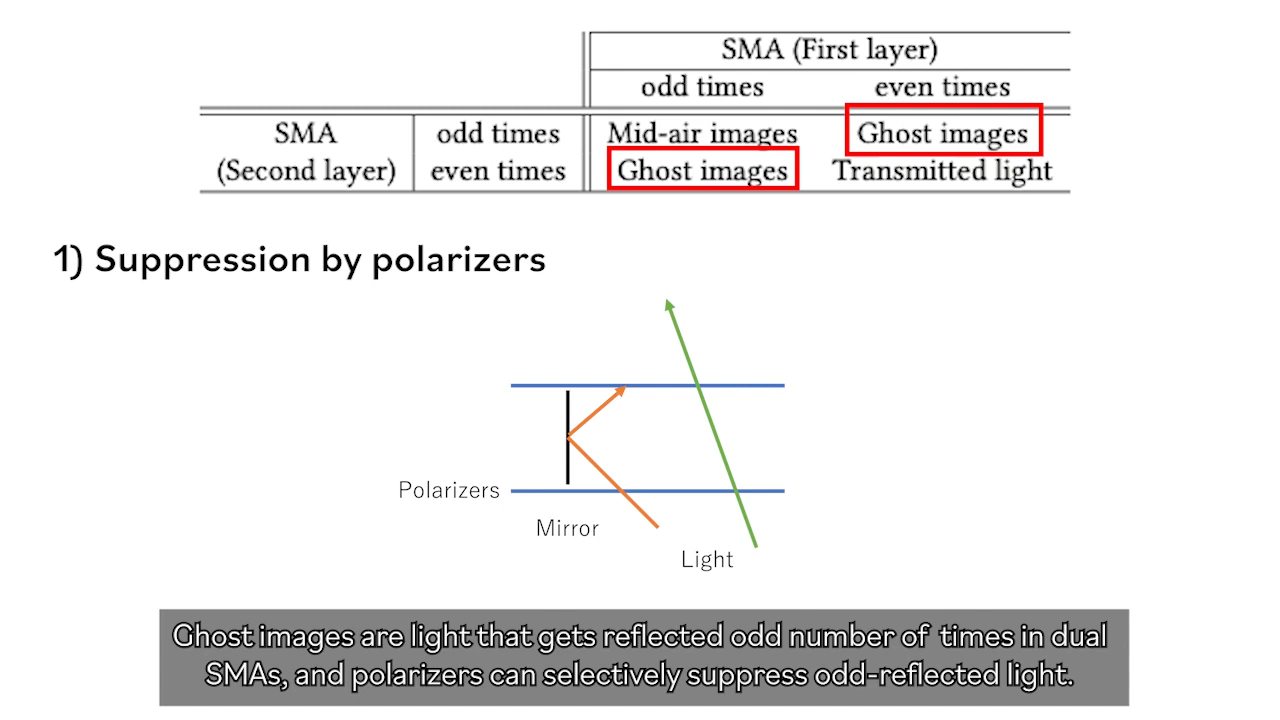 SMA (First layer)
odd times even times
SMA odd times Mid-air images Ghost images
(Second layer) even times Ghost images Transmitted light
1) Suppression by polarizers
Polarizers
Mirror
Light
Ghost images are light that gets reflected odd number of times in dual
SMAs, and polarizers can selectively suppress odd-reflected light.